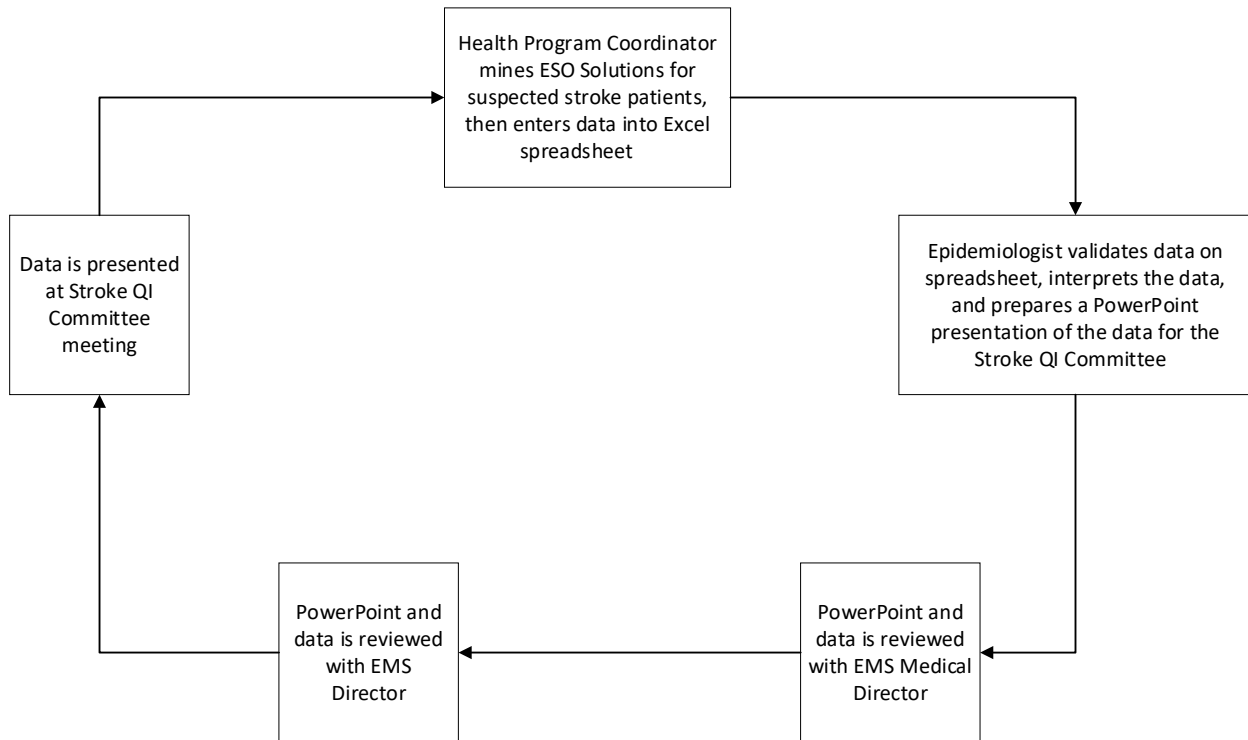 Health Program Coordinator
mines ESO Solutions for
suspected stroke patients,
then enters data into Excel
spreadsheet
Epidemiologist validates data on
spreadsheet, interprets the data,
and prepares a PowerPoint
presentation of the data for the
Stroke QI Committee
PowerPoint and
data is reviewed
with EMS Medical
Director
PowerPoint and
data is reviewed
with EMS
Director
Data is presented
at Stroke QI
Committee
meeting